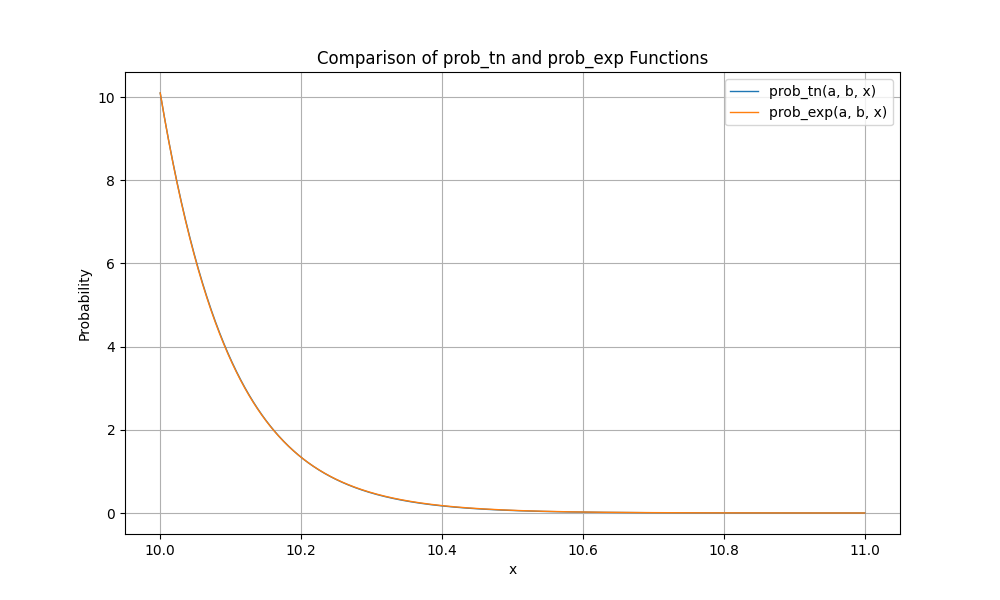 Comparison of prob_tn and prob_exp Functions
prob_tn(a, b, x)
prob_exp(a, b, x)
Probability
10
8
6
4
2
0
10.0 10.2 10.4 10.6 10.8 11.0
x